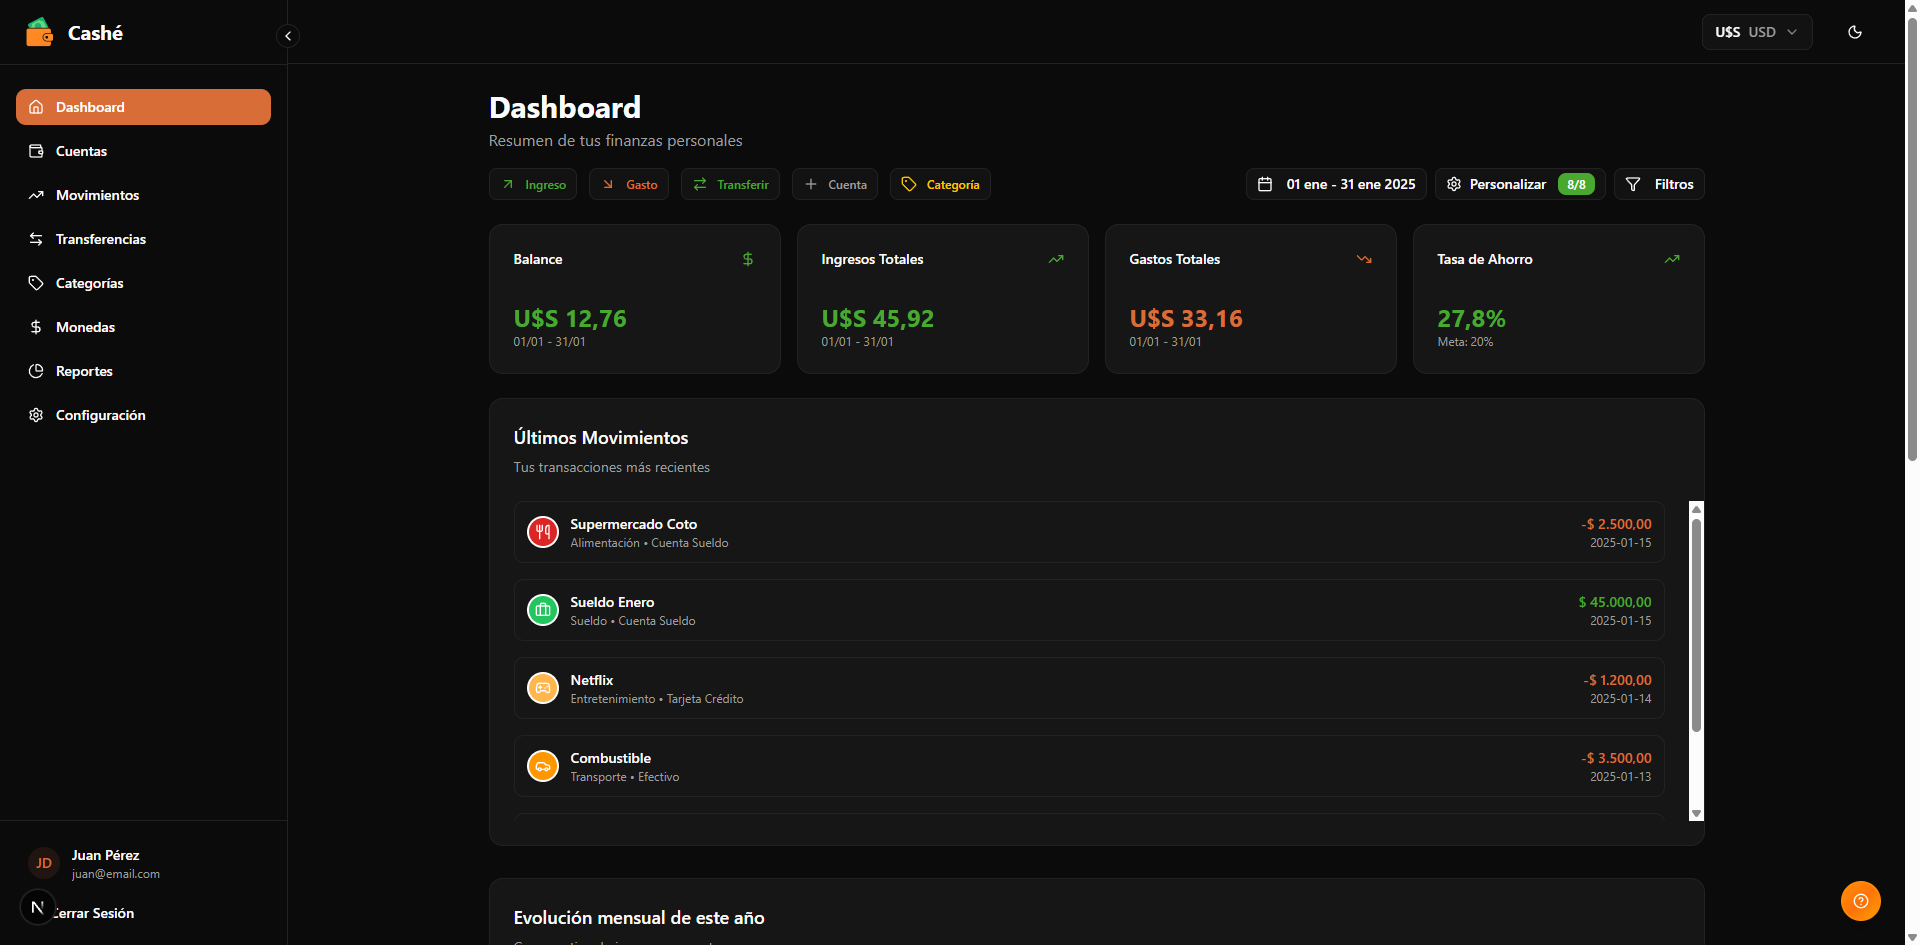 Cashé
U$S USD
Dashboard
Cuentas
Movimientos
Transferencias
Categorías
Monedas
Reportes
Configuración
Juan Pérez
JD
juan@email.com
N
Cerrar Sesión
Dashboard
Resumen de tus finanzas personales
Ingreso
Gasto
Transferir
Cuenta
Categoría
01 ene - 31 ene 2025
Personalizar 8/8
Filtros
Balance $
U$S 12,76
01/01 - 31/01
Ingresos Totales
U$S 45,92
01/01 - 31/01
Gastos Totales
U$S 33,16
01/01 - 31/01
Tasa de Ahorro
27,8%
Meta: 20%
Últimos Movimientos
Tus transacciones más recientes
Supermercado Coto -$ 2.500,00
Alimentación • Cuenta Sueldo 2025-01-15
Sueldo Enero $ 45.000,00
Sueldo • Cuenta Sueldo 2025-01-15
Netflix -$ 1.200,00
Entretenimiento • Tarjeta Crédito 2025-01-14
Combustible -$ 3.500,00
Transporte • Efectivo 2025-01-13
Evolución mensual de este año